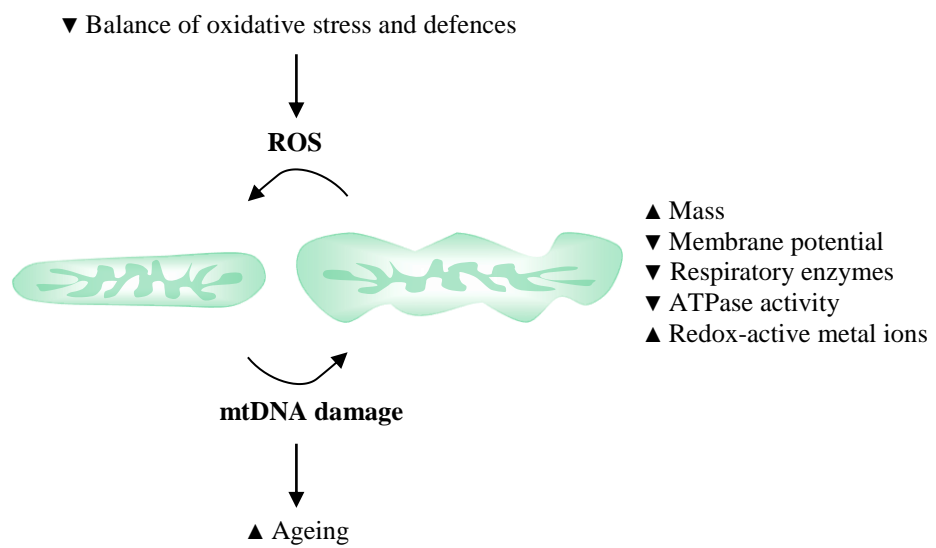 ▼ Balance of oxidative stress and defences
ROS
▲ Mass
▼ Membrane potential
▼ Respiratory enzymes
▼ ATPase activity
▲ Redox-active metal ions
mtDNA damage
▲ Ageing